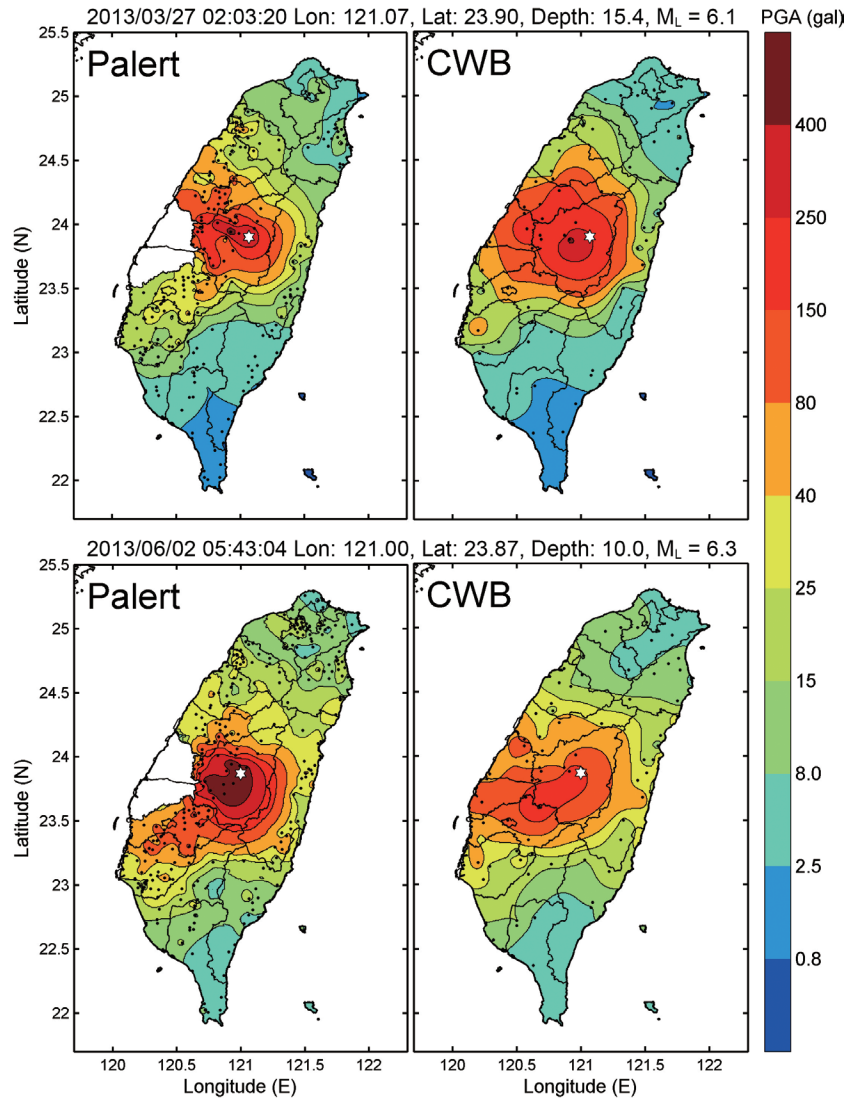 2013/03/27 02:03:20 Lon: 121.07, Lat: 23.90, Depth: 15.4, ML = 6.1
PGA (gal)
Palert
CWB
25.5
25
24.5
24
23.5
23
22.5
22
Latitude (N)
400
250
150
80
40
25
15
8.0
2.5
0.8
2013/06/02 05:43:04 Lon: 121.00, Lat: 23.87, Depth: 10.0, ML = 6.3
Palert
CWB
25.5
25
24.5
24
23.5
23
22.5
22
Latitude (N)
120 120.5 121 121.5 122
120 120.5 121 121.5 122
Longitude (E)
Longitude (E)